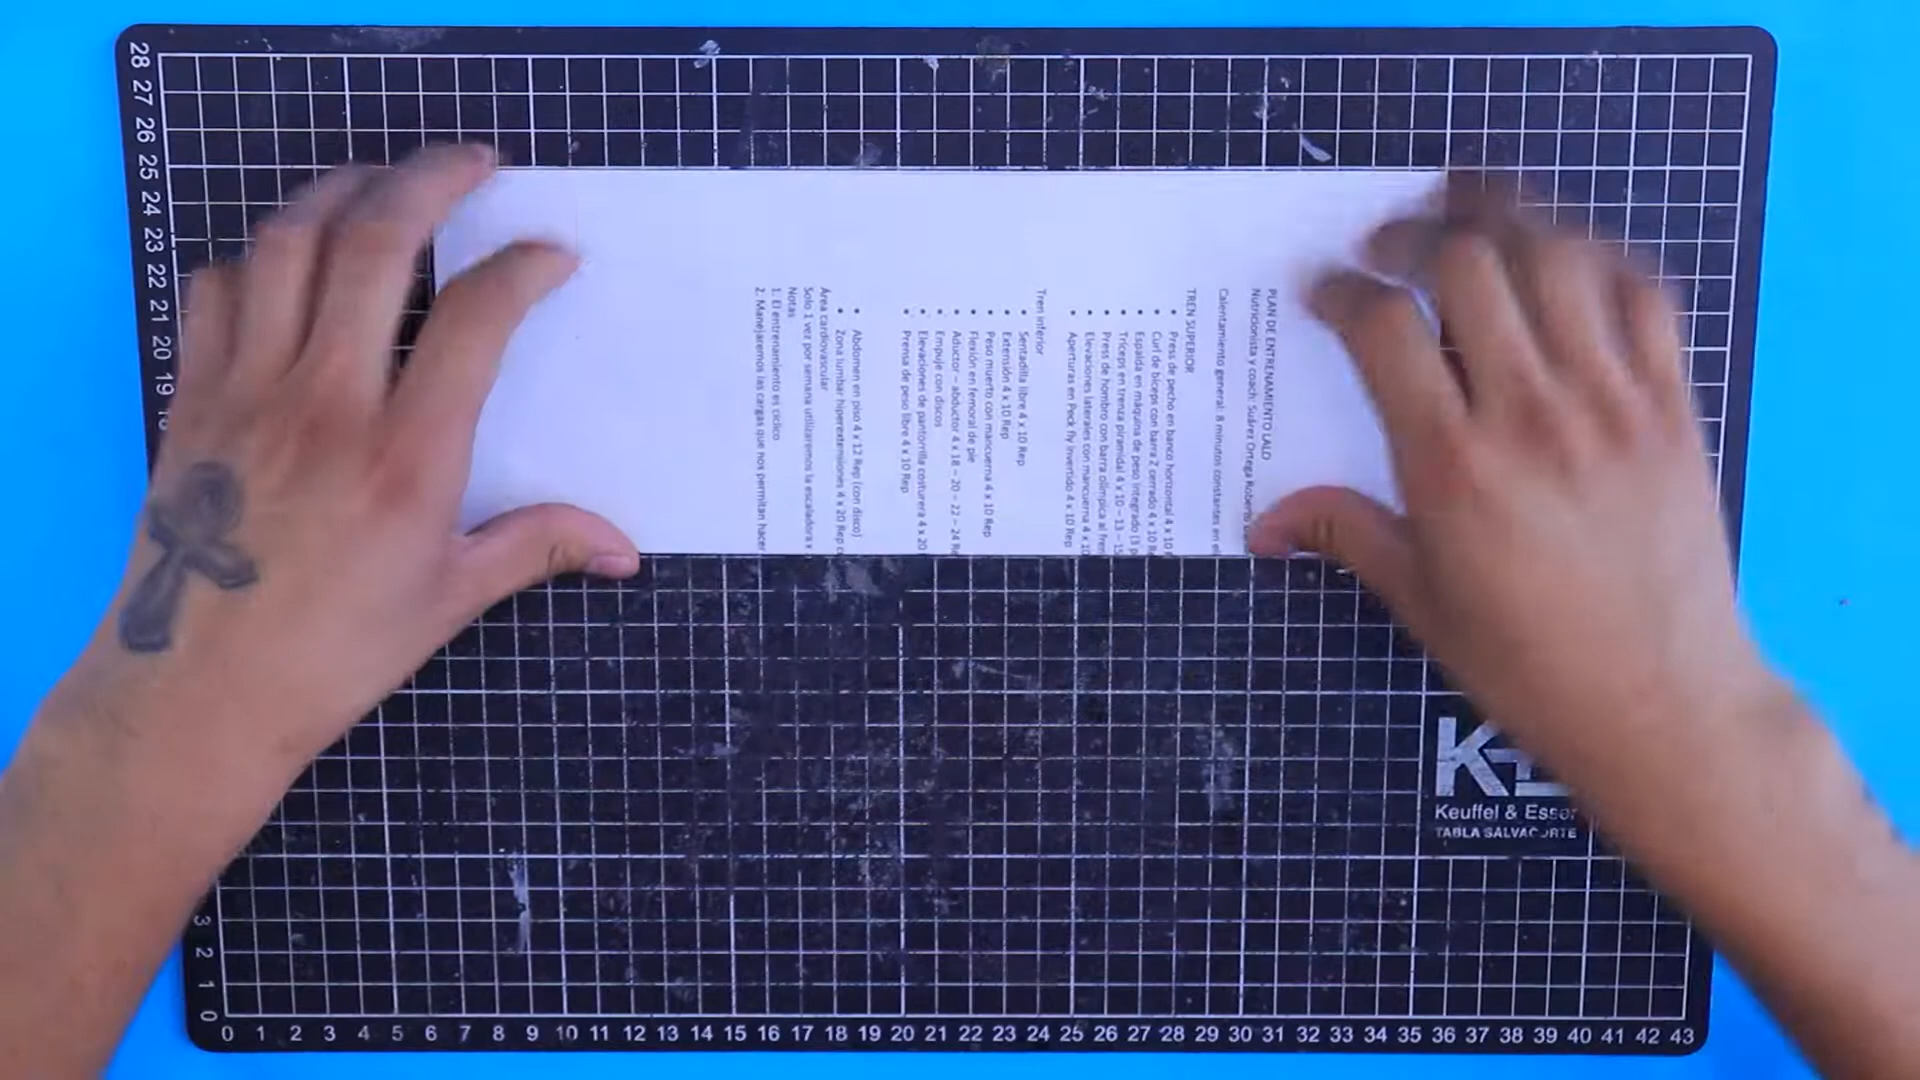 PLAN DE ENTRENAMIENTO LALO
Nutricionista y coach: Suárez Ortega Roberto
Calentamiento general: 8 minutos constantes en el
TREN SUPERIOR
• Press de pecho en banco horizontal 4 x 10
• Curl de bíceps con barra Z cerrado 4 x 10
• Espalda en máquina de peso integrado (3
• Tríceps en trenza piramidal 4 x 10 – 13 – 15
• Press de hombro con barra olímpica al
• Elevaciones laterales con mancuerna 4 x 10
• Aperturas en Peck fly invertido 4 x 10 Rep
Tren inferior
• Sentadilla libre 4 x 10 Rep
• Extensión 4 x 10 Rep
• Peso muerto con mancuerna 4 x 10 Rep
• Flexión en femoral de pie
• Aductor – abductor 4 x 18 – 20 – 22 – 24
• Empuje con discos
• Elevaciones de pantorrilla costurera 4 x 20
• Prensa de peso libre 4 x 10 Rep
• Abdomen en piso 4 x 12 Rep (con disco)
• Zona lumbar hiperextensiones 4 x 20 Rep
Área cardiovascular
Solo 1 vez por semana utilizaremos la escaladora
Notas
1. El entrenamiento es cíclico
2. Manejaremos las cargas que nos permitan hacer
28
27
26
25
24
23
22
21
20
19
3
2
1
0
Keuffel & Esser
TABLA SALVACORTE
0 1 2 3 4 5 6 7 8 9 10 11 12 13 14 15 16 17 18 19 20 21 22 23 24 25 26 27 28 29 30 31 32 33 34 35 36 37 38 39 40 41 42 43